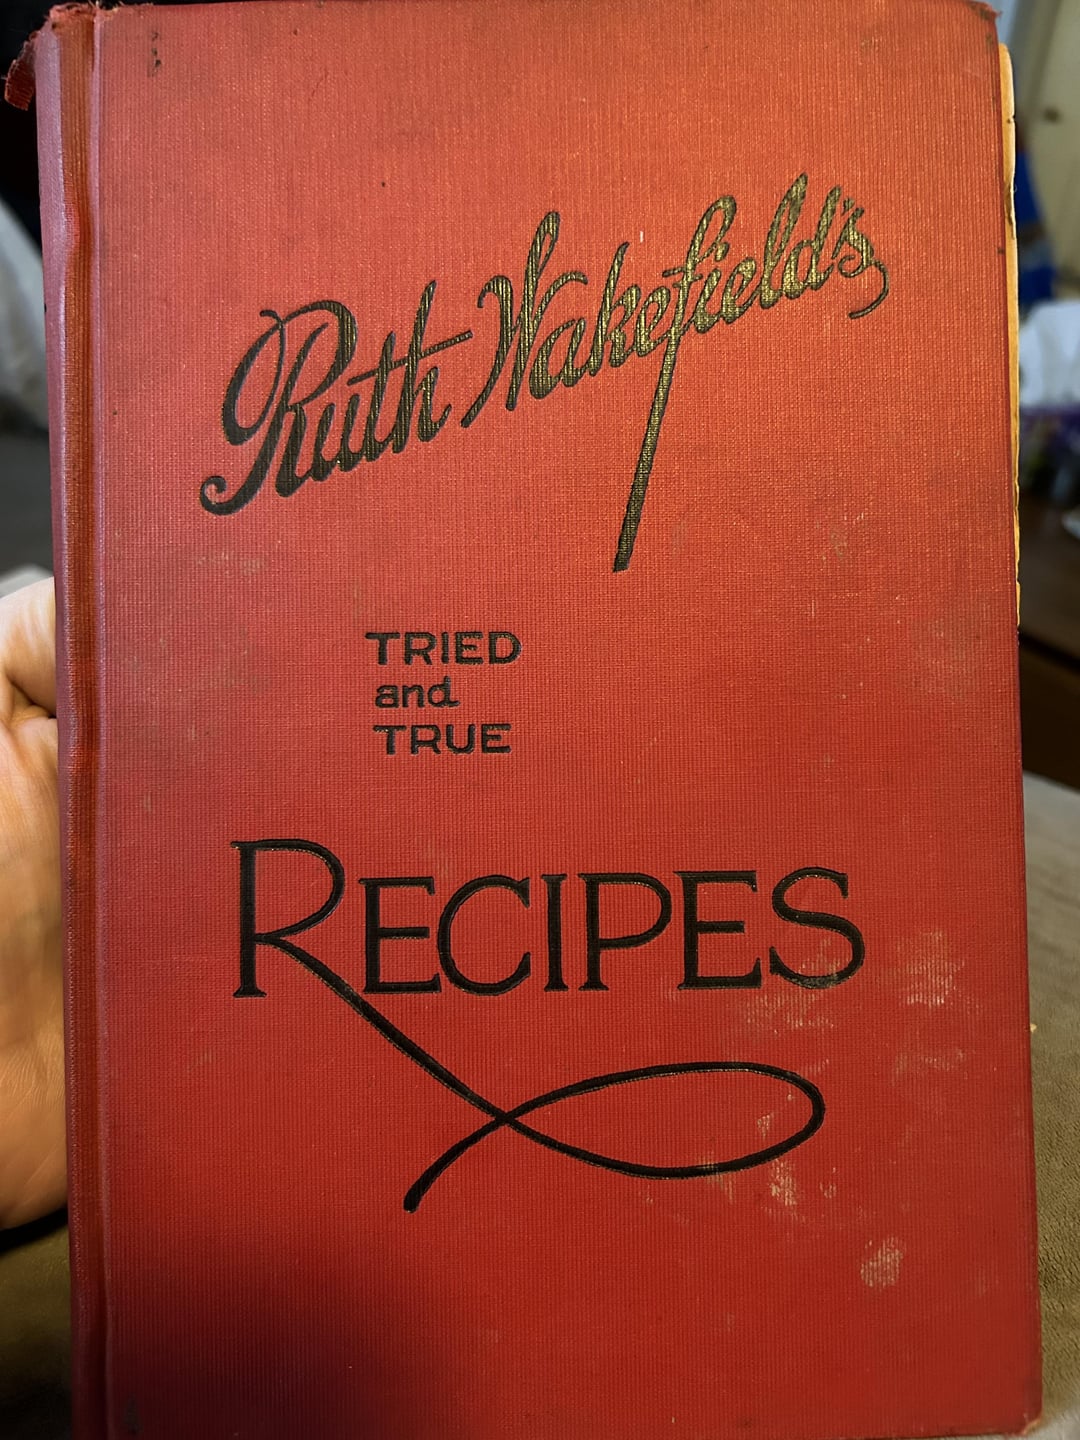 Ruth Wakefield's
TRIED
and
TRUE
RECIPES